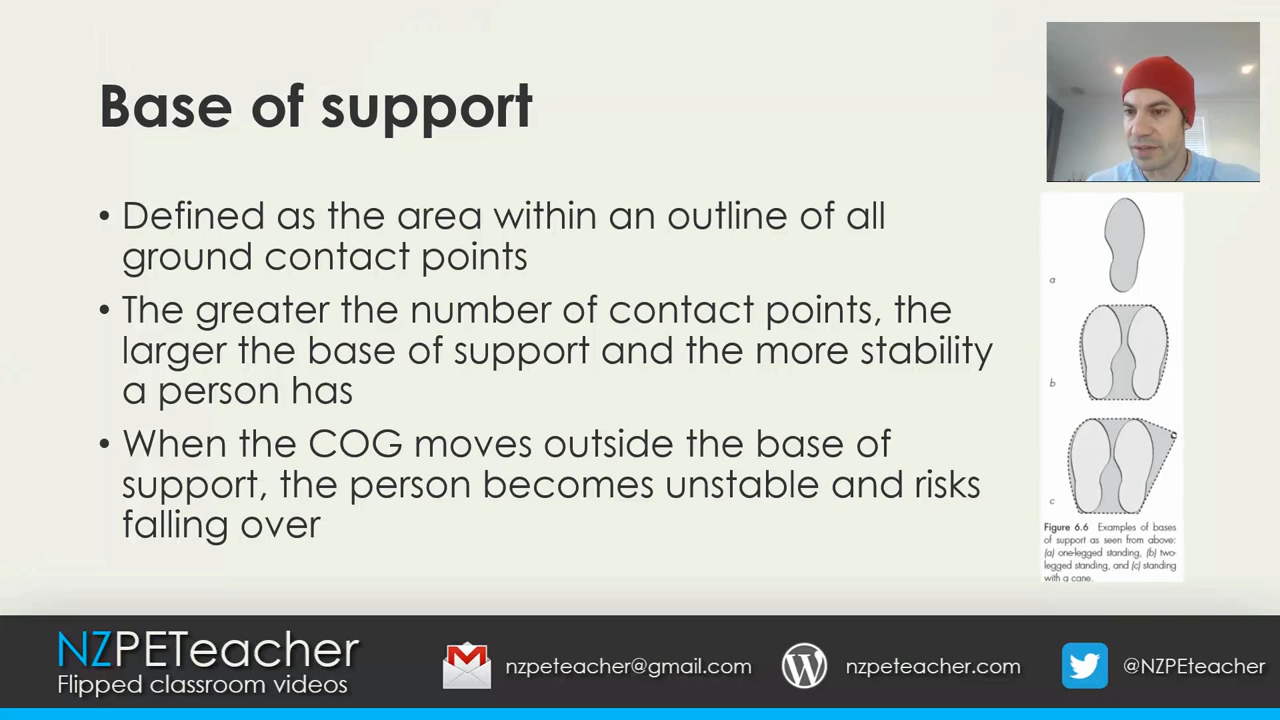 Base of support
• Defined as the area within an outline of all
ground contact points
• The greater the number of contact points, the
larger the base of support and the more stability
a person has
• When the COG moves outside the base of
support, the person becomes unstable and risks
falling over
a
b
c
Figure 6.6 Examples of bases
of support as seen from above:
(a) one-legged standing, (b) two-
legged standing, and (c) standing
with a cane.
NZPETeacher
Flipped classroom videos
nzpeteacher@gmail.com
nzpeteacher.com
@NZPEteacher